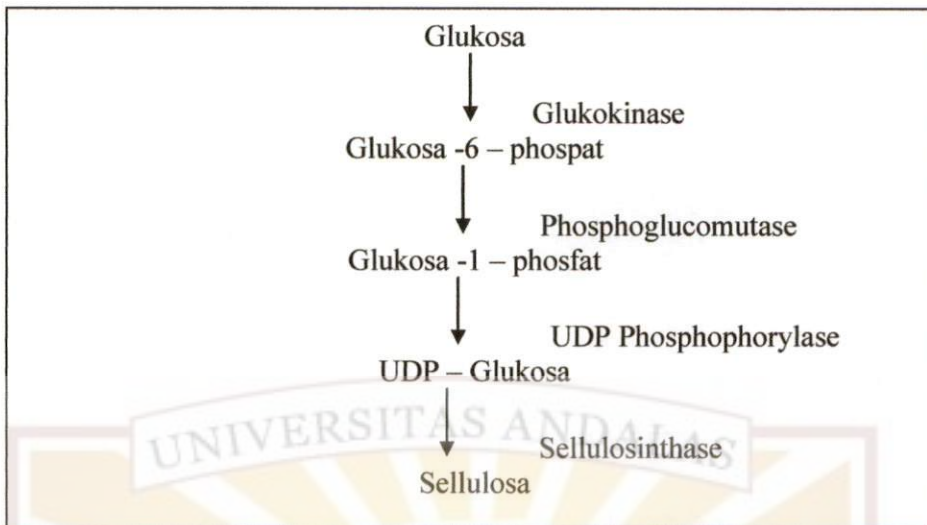 Glukosa
Glukokinase
Glukosa -6 – phospat
Phosphoglucomutase
Glukosa -1 – phosfat
UDP Phosphophorylase
UDP – Glukosa
UNIVERSITAS ANDALAS
Sellulosinthase
Sellulosa